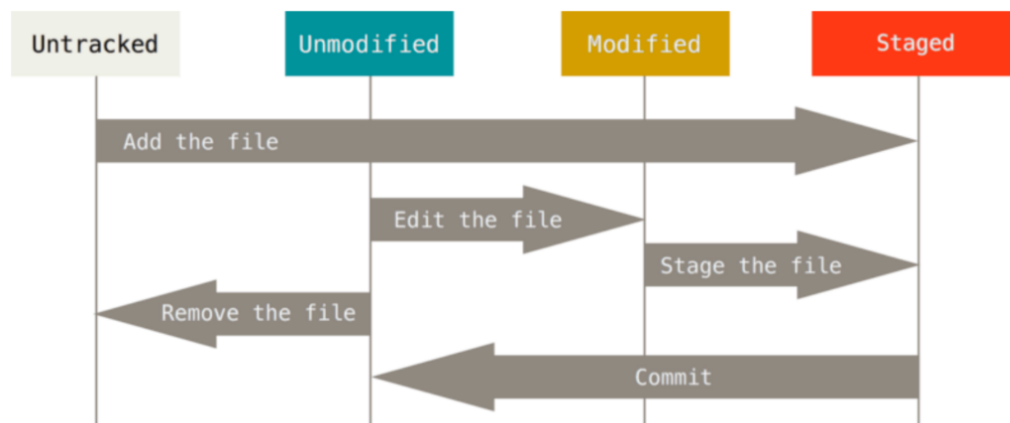 Untracked
Unmodified
Modified
Staged
Add the file
Edit the file
Stage the file
Remove the file
Commit